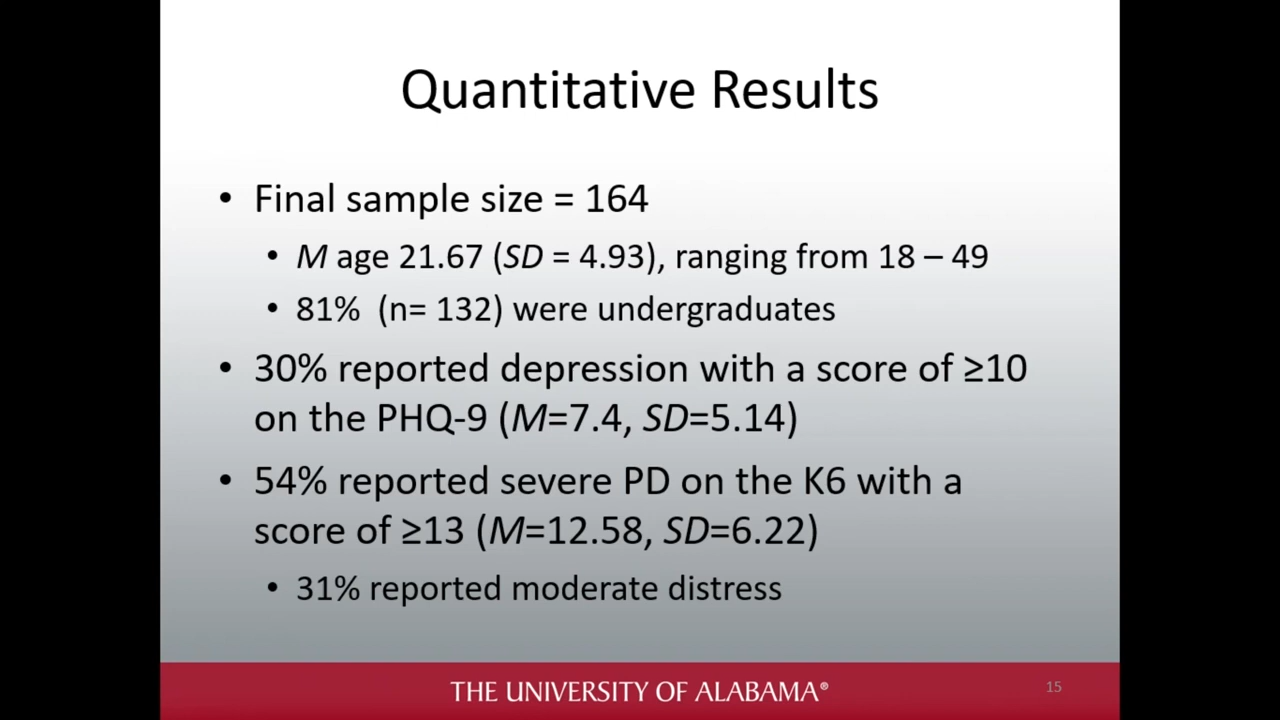 Quantitative Results
• Final sample size = 164
• M age 21.67 (SD = 4.93), ranging from 18 – 49
• 81%  (n= 132) were undergraduates
• 30% reported depression with a score of ≥10
on the PHQ-9 (M=7.4, SD=5.14)
• 54% reported severe PD on the K6 with a
score of ≥13 (M=12.58, SD=6.22)
• 31% reported moderate distress
THE UNIVERSITY OF ALABAMA®
15